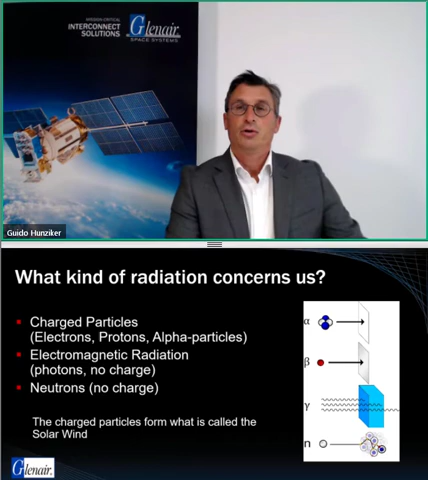 MISSION CRITICAL
INTERCONNECT
SOLUTIONS
Glenair.
SPACE SYSTEMS
Guido Hunziker
What kind of radiation concerns us?
Charged Particles
(Electrons, Protons, Alpha-particles)
Electromagnetic Radiation
(photons, no charge)
Neutrons (no charge)
The charged particles form what is called the
Solar Wind
α
β
γ
n
Glenair.